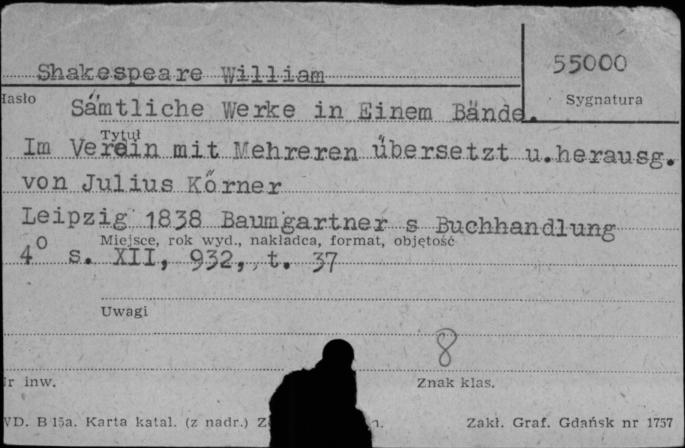 55000
Shakespeare William
Hasło
Sygnatura
Sämtliche Werke in Einem Bände.
Tytuł
Im Verein mit Mehreren übersetzt u.herausg.
von Julius Körner
Leipzig 1838 Baumgartner s Buchhandlung
Miejsce, rok wyd., nakładca, format, objętość
4° s. XII, 932, t. 37
Uwagi
8
Nr inw.
Znak klas.
WD. B 15a. Karta katal. (z nadr.)
Zakł. Graf. Gdańsk nr 1757